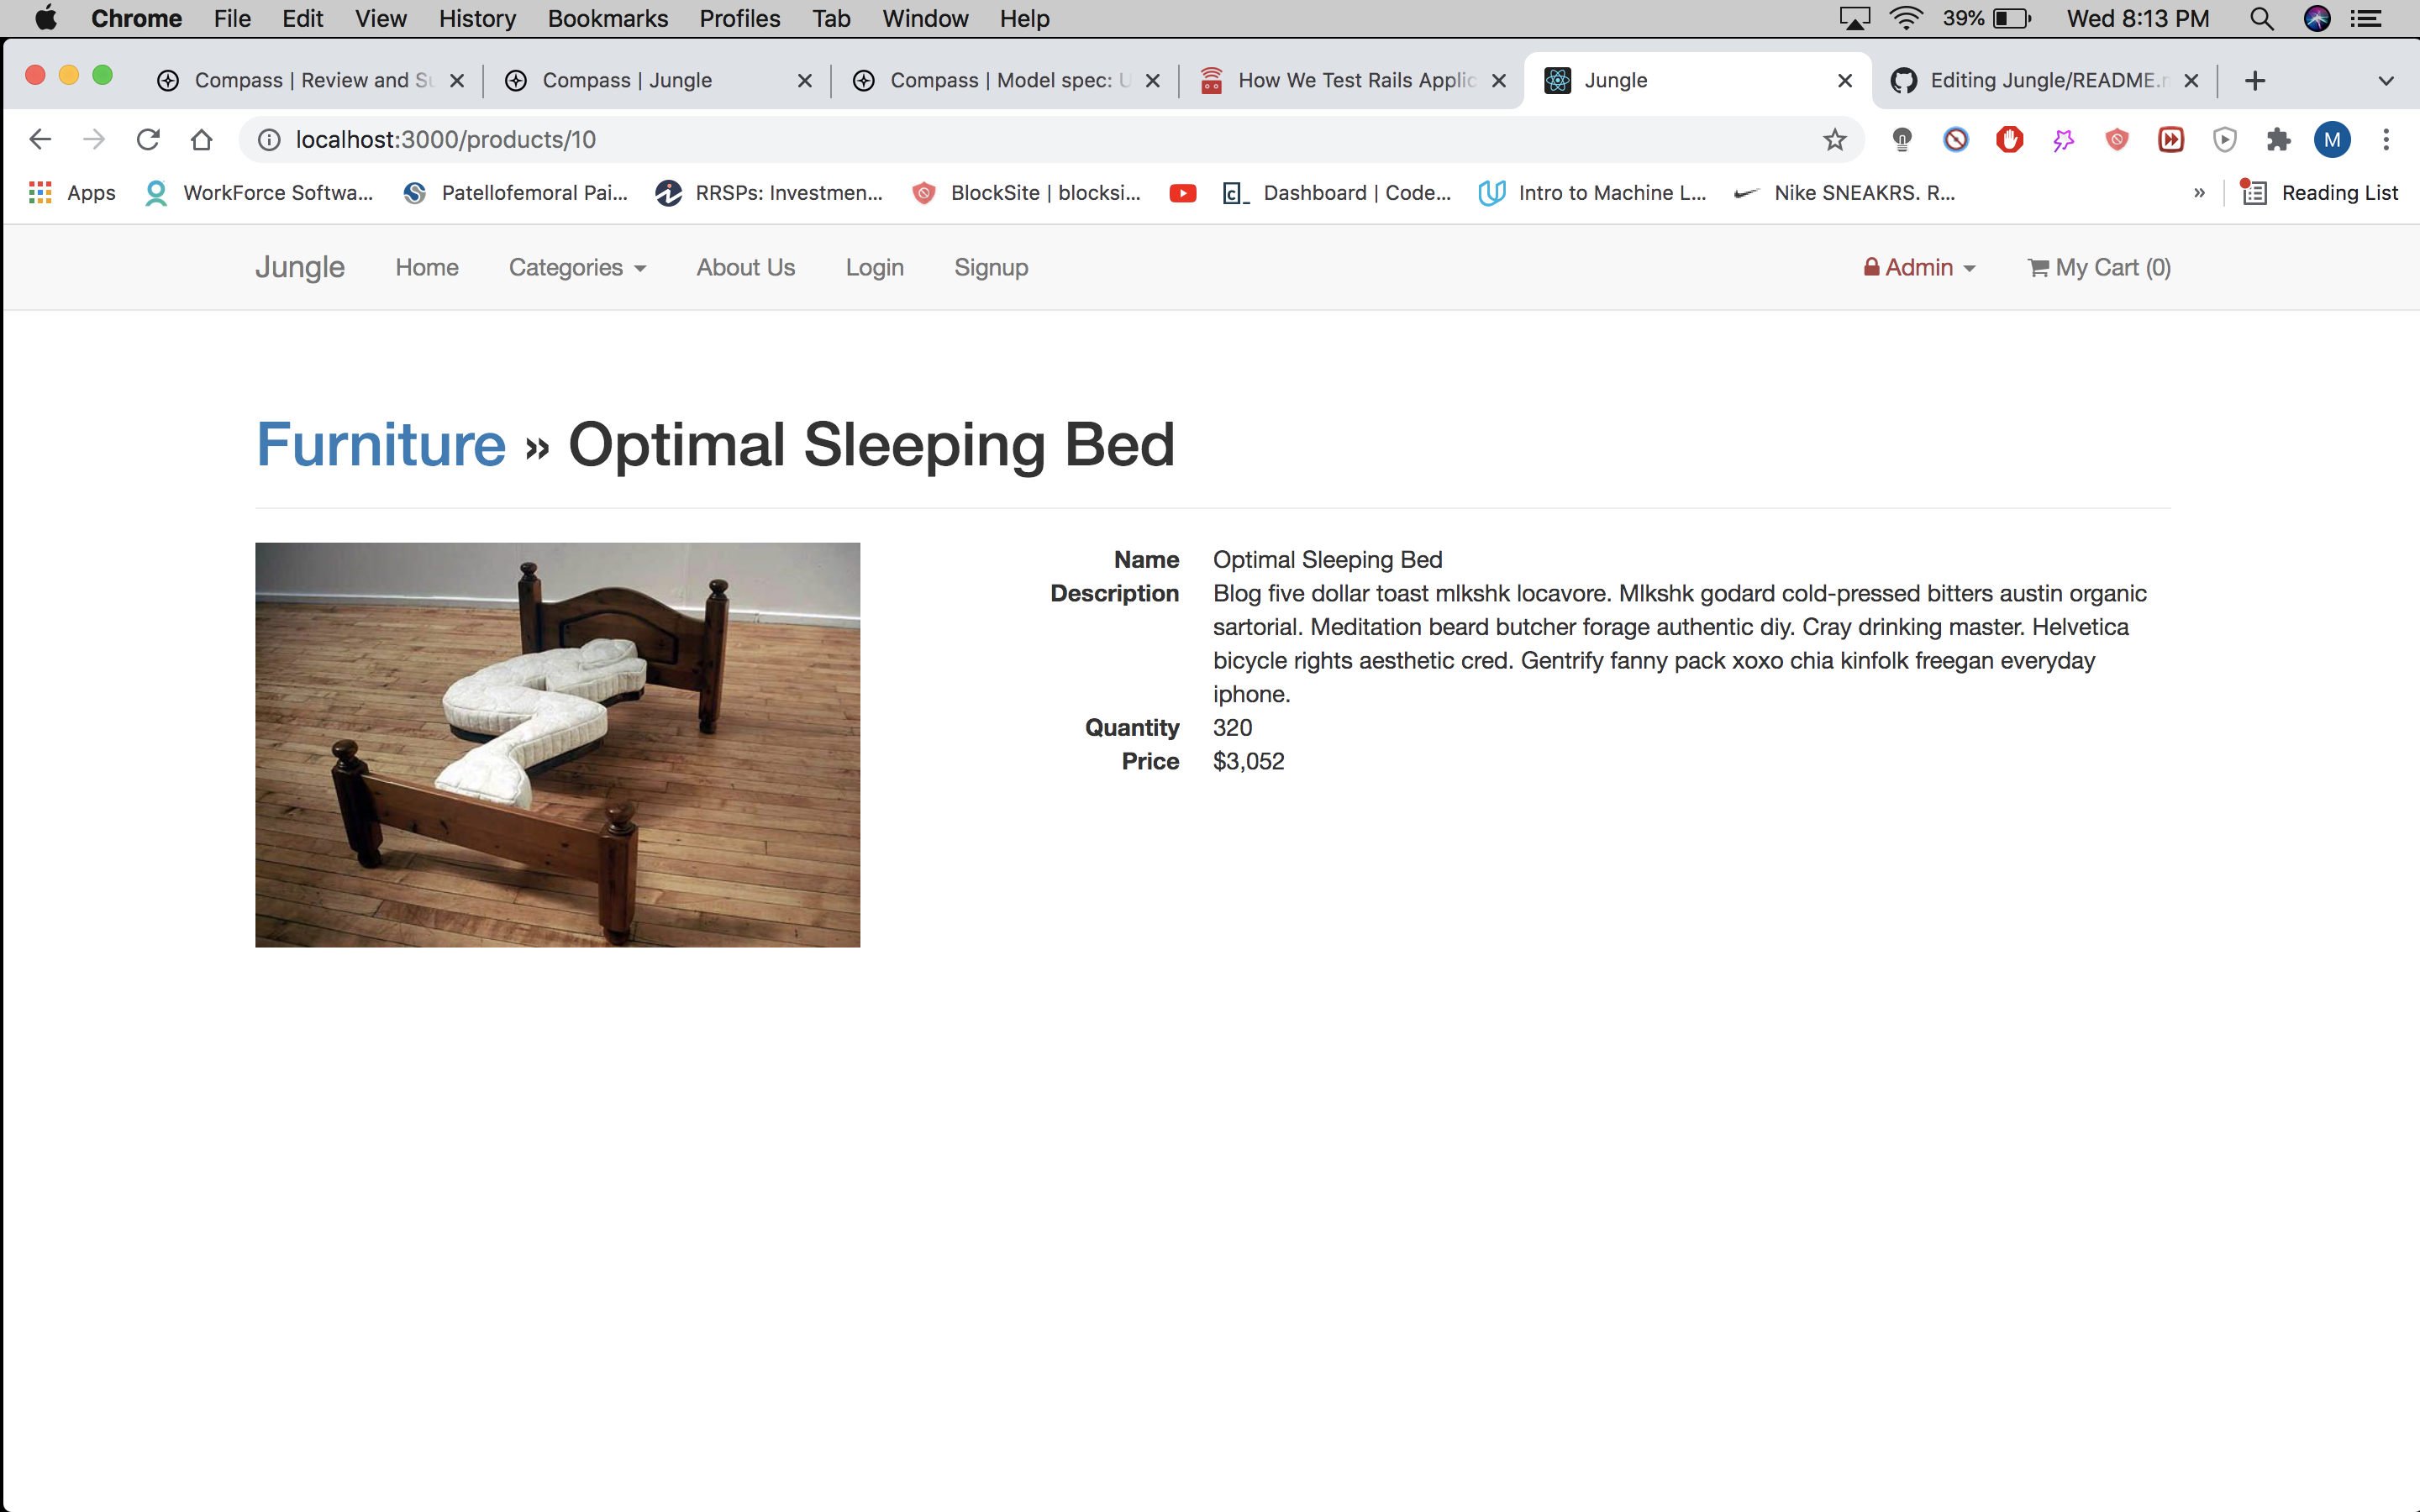 Chrome File Edit View History Bookmarks Profiles Tab Window Help 39% Wed 8:13 PM
Compass | Review and Su Compass | Jungle Compass | Model spec: U How We Test Rails Applic Jungle Editing Jungle/README.m
localhost:3000/products/10 M
Apps WorkForce Softwa... Patellofemoral Pai... RRSPs: Investmen... BlockSite | blocksi... Dashboard | Code... Intro to Machine L... Nike SNEAKRS. R... » Reading List
Jungle Home Categories About Us Login Signup Admin My Cart (0)
Furniture » Optimal Sleeping Bed
Name Optimal Sleeping Bed
Description Blog five dollar toast mlkshk locavore. Mlkshk godard cold-pressed bitters austin organic
sartorial. Meditation beard butcher forage authentic diy. Cray drinking master. Helvetica
bicycle rights aesthetic cred. Gentrify fanny pack xoxo chia kinfolk freegan everyday
iphone.
Quantity 320
Price $3,052